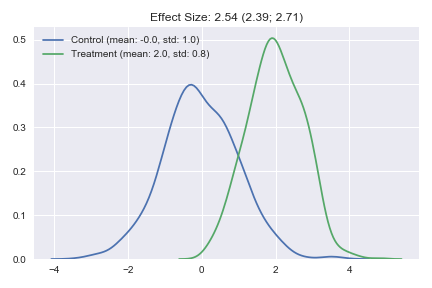 Effect Size: 2.54 (2.39; 2.71)
Control (mean: -0.0, std: 1.0)
Treatment (mean: 2.0, std: 0.8)
0.5
0.4
0.3
0.2
0.1
0.0
−4 −2 0 2 4